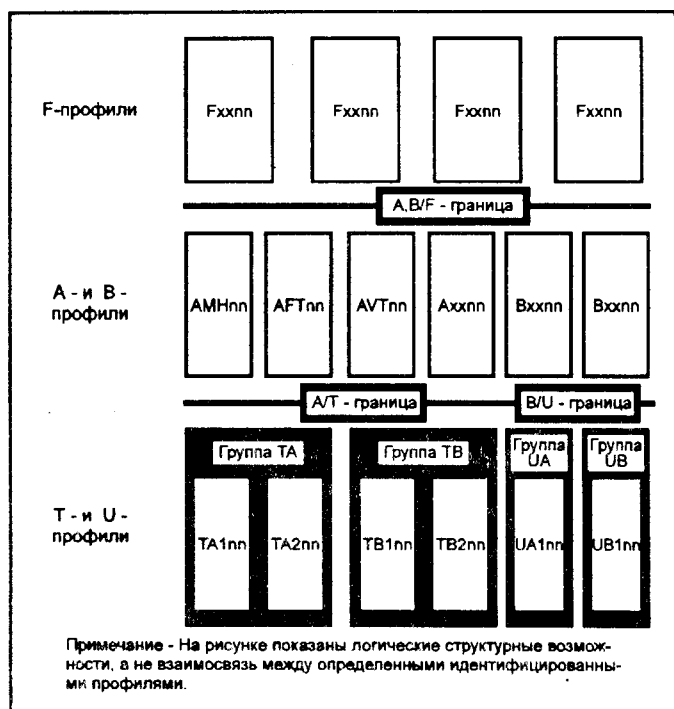 F-профили
Fxxnn Fxxnn Fxxnn Fxxnn
A,B/F - граница
A - и B -
профили
AMHnn AFTnn AVTnn Axxnn Bxxnn Bxxnn
A/T - граница B/U - граница
Группа TA Группа TB Группа UA Группа UB
T - и U -
профили
TA1nn TA2nn TB1nn TB2nn UA1nn UB1nn
Примечание - На рисунке показаны логические структурные возмож-
ности, а не взаимосвязь между определенными идентифицированны-
ми профилями.